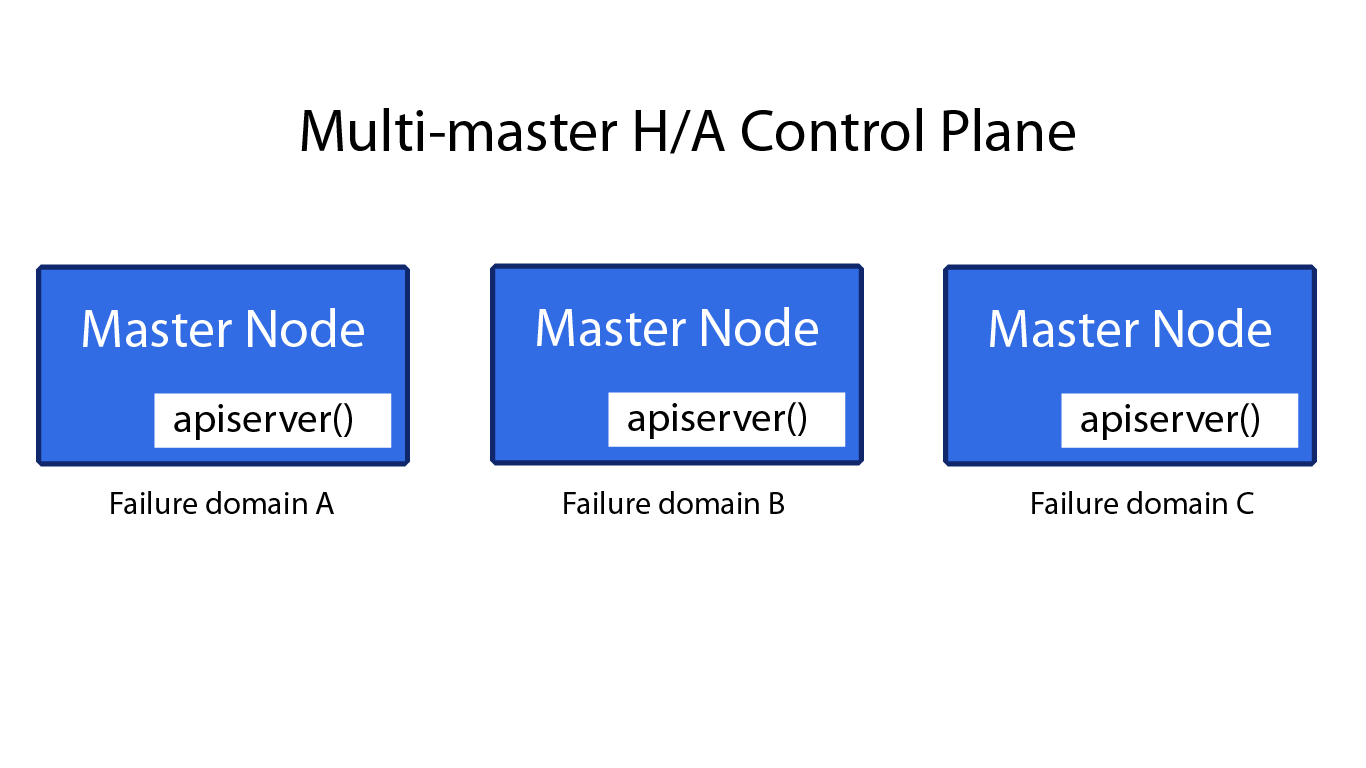 Multi-master H/A Control Plane
Master Node
apiserver()
Failure domain A
Master Node
apiserver()
Failure domain B
Master Node
apiserver()
Failure domain C